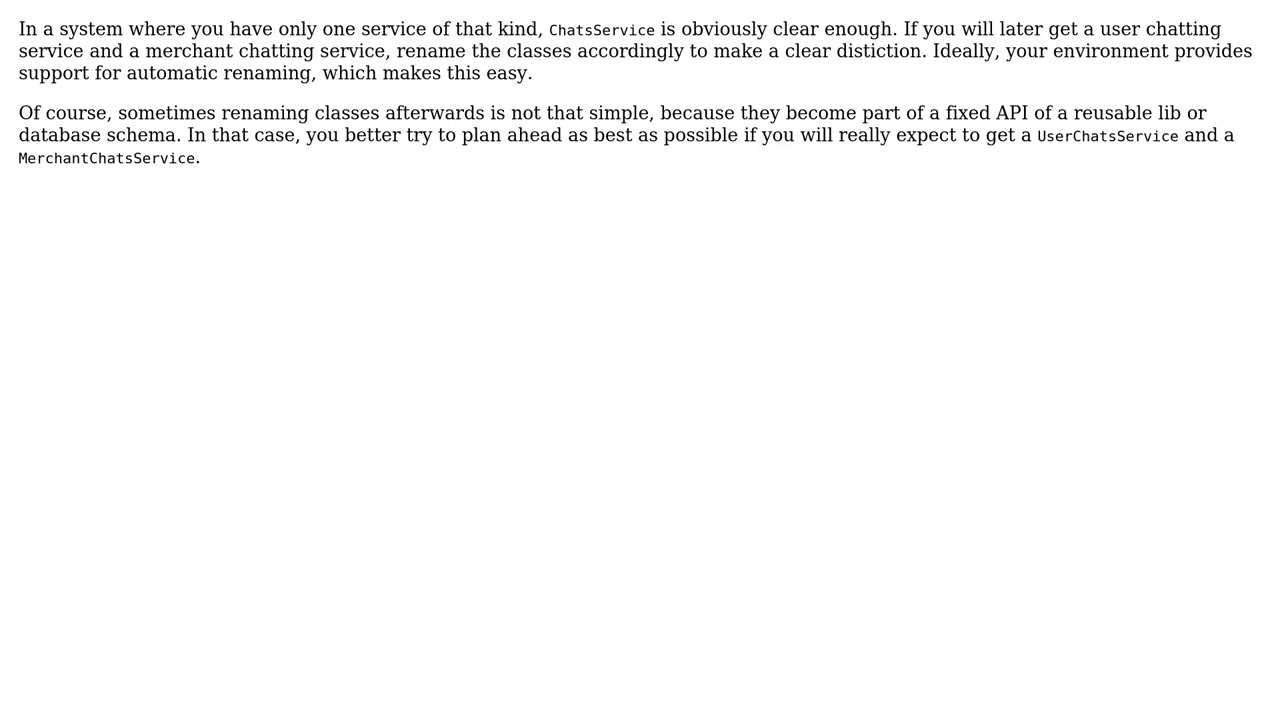 In a system where you have only one service of that kind, ChatsService is obviously clear enough. If you will later get a user chatting
service and a merchant chatting service, rename the classes accordingly to make a clear distiction. Ideally, your environment provides
support for automatic renaming, which makes this easy.
Of course, sometimes renaming classes afterwards is not that simple, because they become part of a fixed API of a reusable lib or
database schema. In that case, you better try to plan ahead as best as possible if you will really expect to get a UserChatsService and a
MerchantChatsService.